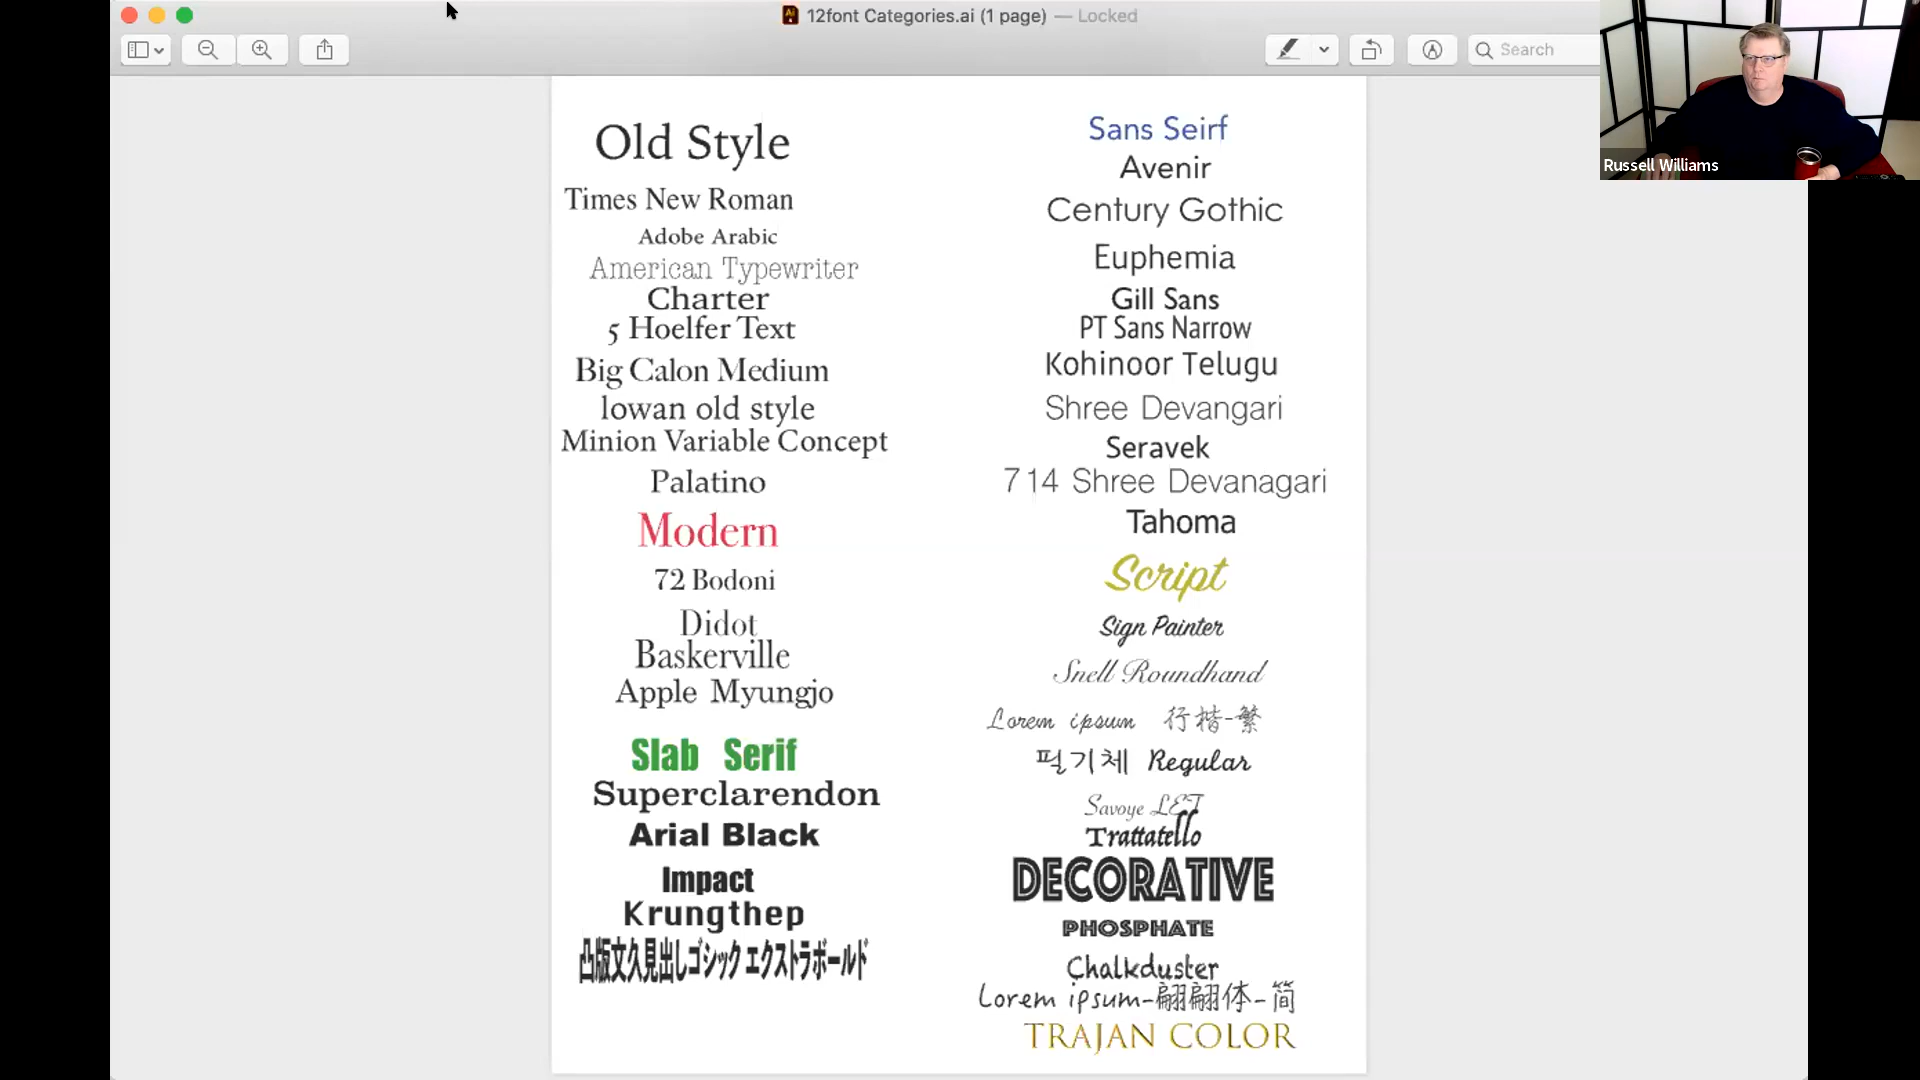 12font Categories.ai (1 page) — Locked
Search
Russell Williams
Old Style
Times New Roman
Adobe Arabic
American Typewriter
Charter
5 Hoelfer Text
Big Calon Medium
lowan old style
Minion Variable Concept
Palatino
Modern
72 Bodoni
Didot
Baskerville
Apple Myungjo
Slab Serif
Superclarendon
Arial Black
Impact
Krungthep
凸版文久見出しゴシック エクストラボールド
Sans Seirf
Avenir
Century Gothic
Euphemia
Gill Sans
PT Sans Narrow
Kohinoor Telugu
Shree Devangari
Seravek
714 Shree Devanagari
Tahoma
Script
Sign Painter
Snell Roundhand
Lorem ipsum 行楷-繁
필기체 Regular
Savoye LET
Trattatello
DECORATIVE
PHOSPHATE
Chalkduster
Lorem ipsum-翩翩体-简
TRAJAN COLOR